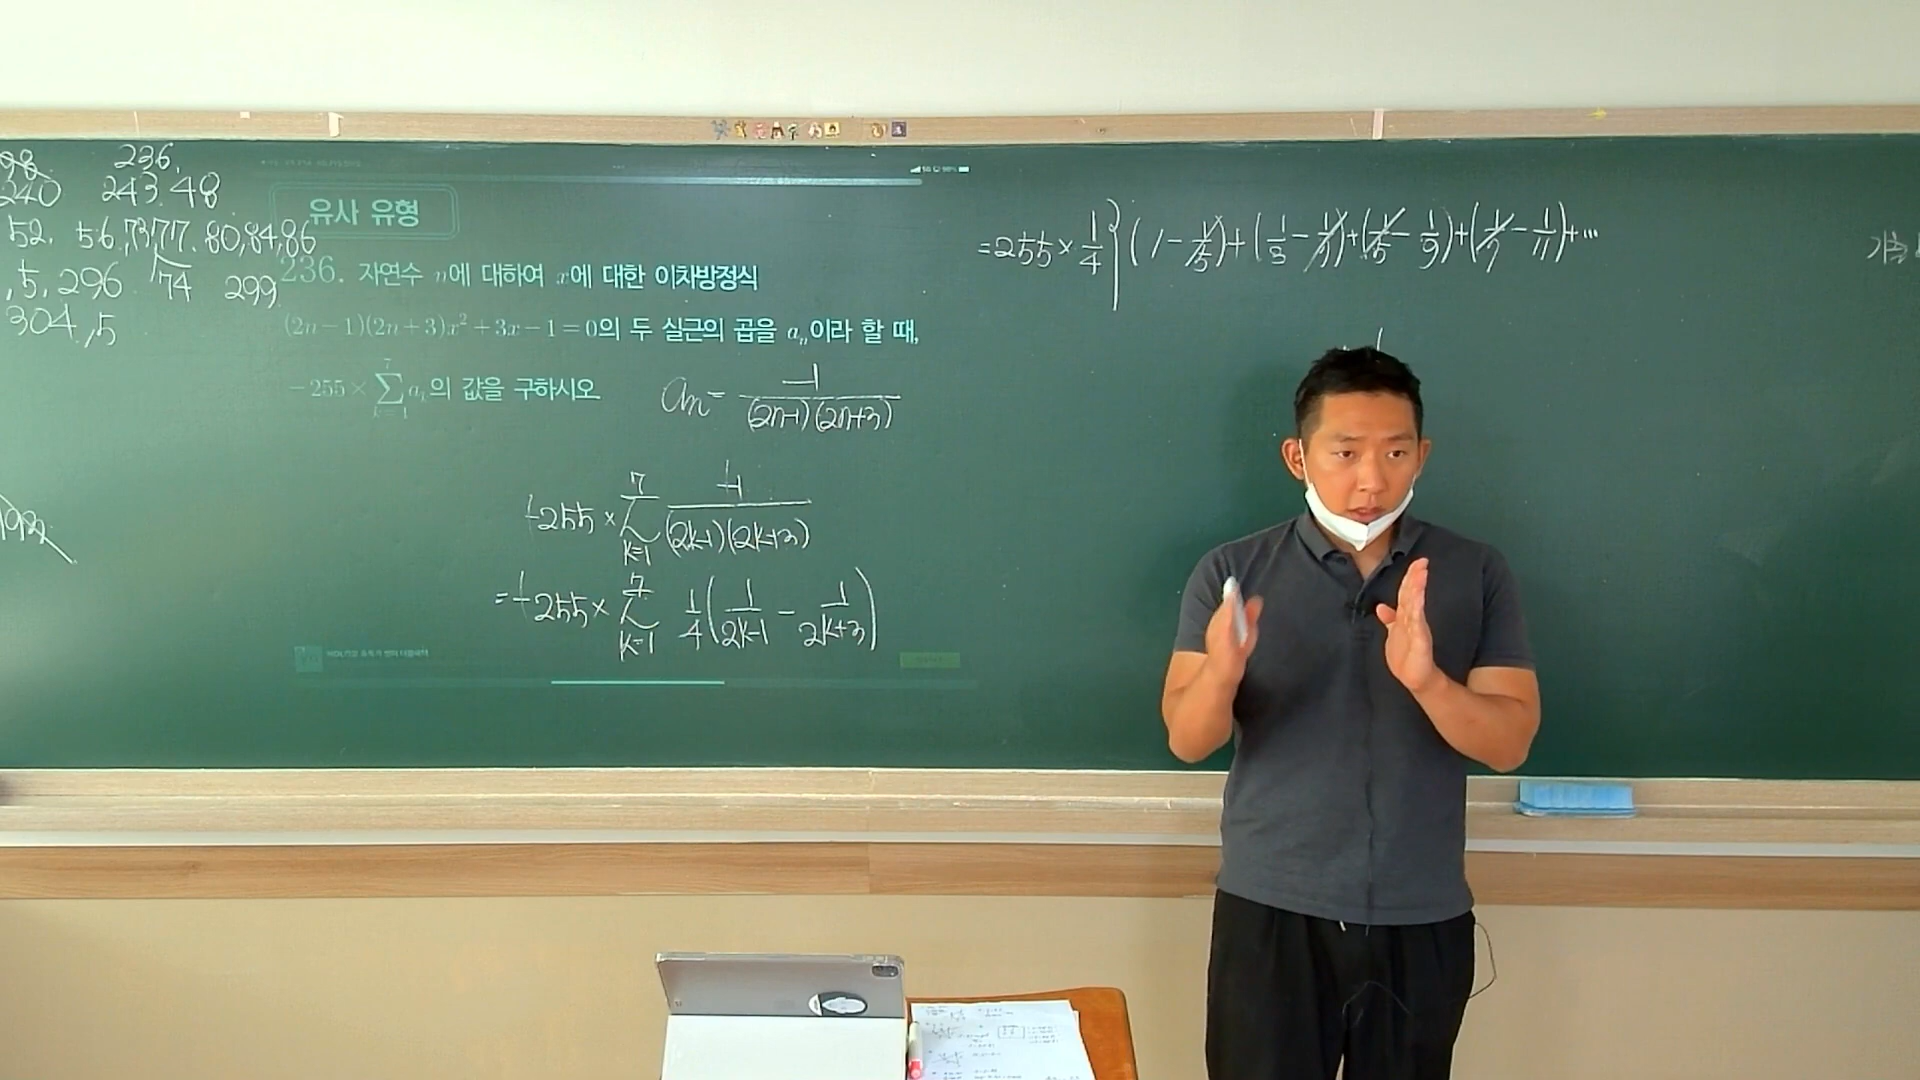 236.
240 243.48
52. 56,73,77. 80,84,86
,5,296 74 299
304,5
유사 유형
236. 자연수 n에 대하여 x에 대한 이차방정식
(2n-1)(2n+3)x²+3x-1=0의 두 실근의 곱을 aₙ이라 할 때,
-255× ∑ₖ₌₁⁷ aₖ의 값을 구하시오
aₙ= -1/((2n-1)(2n+3))
-255× ∑ₖ₌₁⁷ -1/((2k-1)(2k+3))
= -255× ∑ₖ₌₁⁷ 1/4(1/(2k-1) - 1/(2k+3))
=255×1/4{(1-1/5)+(1/3-1/7)+(1/5-1/9)+(1/7-1/11)+…